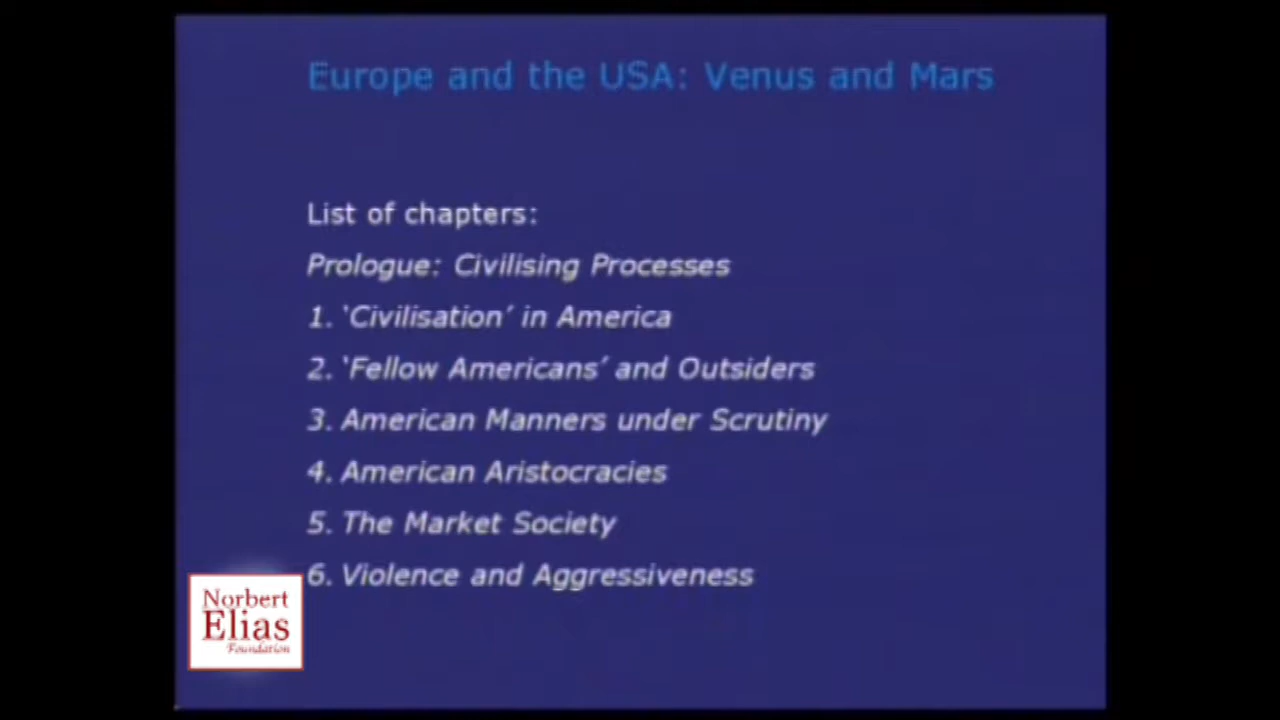 Europe and the USA: Venus and Mars
List of chapters:
Prologue: Civilising Processes
1. ‘Civilisation’ in America
2. ‘Fellow Americans’ and Outsiders
3. American Manners under Scrutiny
4. American Aristocracies
5. The Market Society
6. Violence and Aggressiveness
Norbert
Elias
Foundation